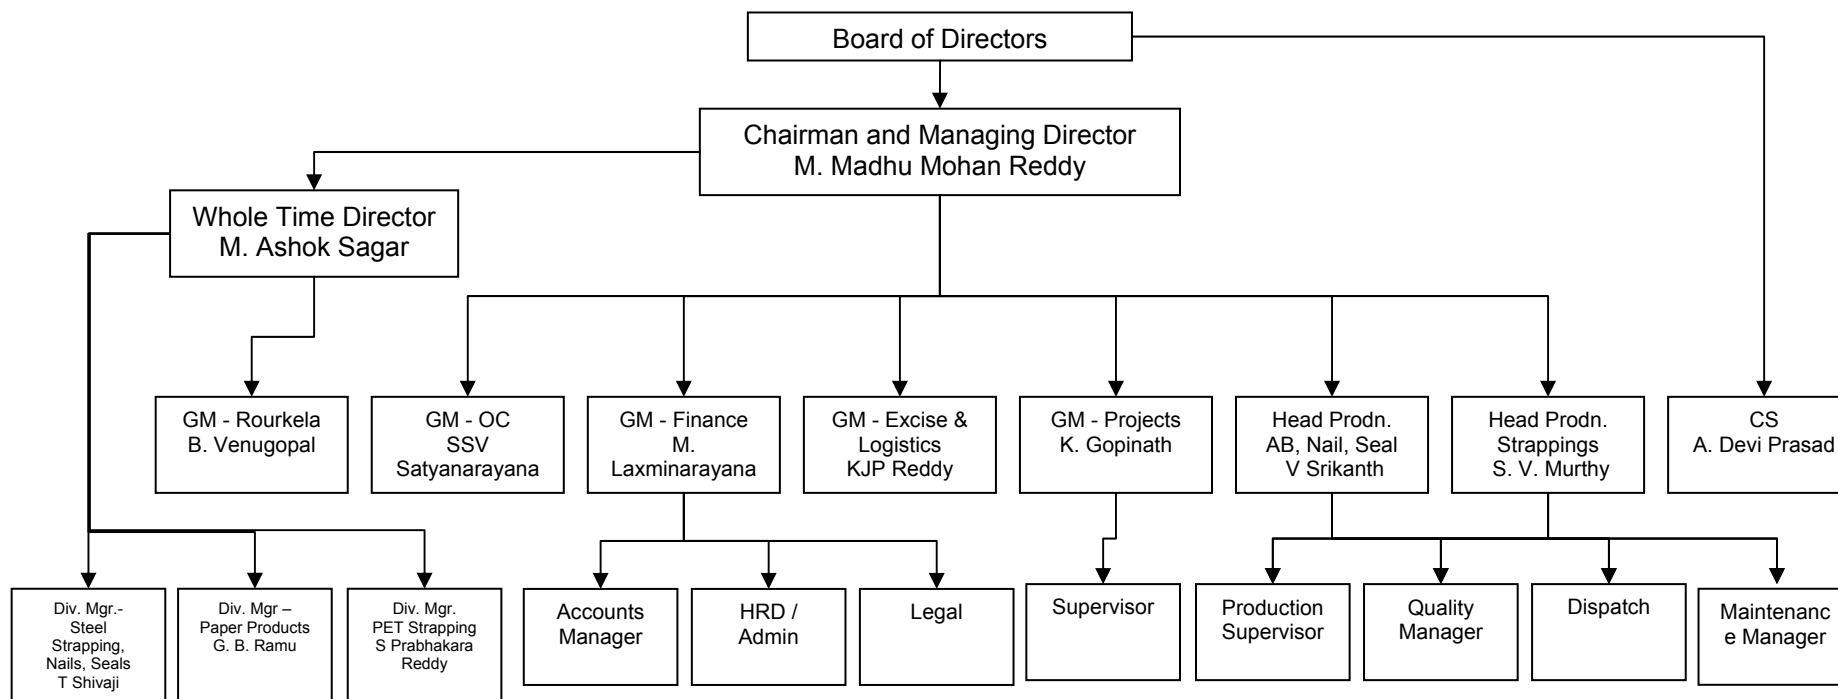 Board of Directors
Chairman and Managing Director
M. Madhu Mohan Reddy
Whole Time Director
M. Ashok Sagar
GM - Rourkela
B. Venugopal
GM - OC
SSV
Satyanarayana
GM - Finance
M.
Laxminarayana
GM - Excise &
Logistics
KJP Reddy
GM - Projects
K. Gopinath
Head Prodn.
AB, Nail, Seal
V Srikanth
Head Prodn.
Strappings
S. V. Murthy
CS
A. Devi Prasad
Div. Mgr.-
Steel
Strapping,
Nails, Seals
T Shivaji
Div. Mgr –
Paper Products
G. B. Ramu
Div. Mgr.
PET Strapping
S Prabhakara
Reddy
Accounts
Manager
HRD /
Admin
Legal
Supervisor
Production
Supervisor
Quality
Manager
Dispatch
Maintenanc
e Manager